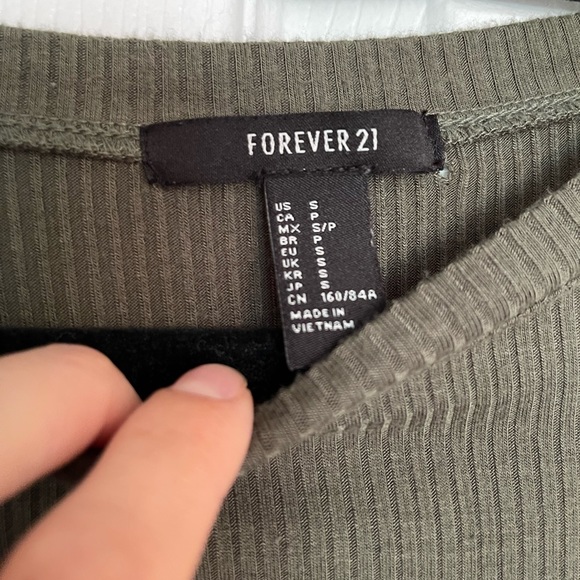 FOREVER 21
US S
CA P
MX S/P
BR P
EU S
UK S
KR S
JP S
CN 160/84A
MADE IN
VIETNAM